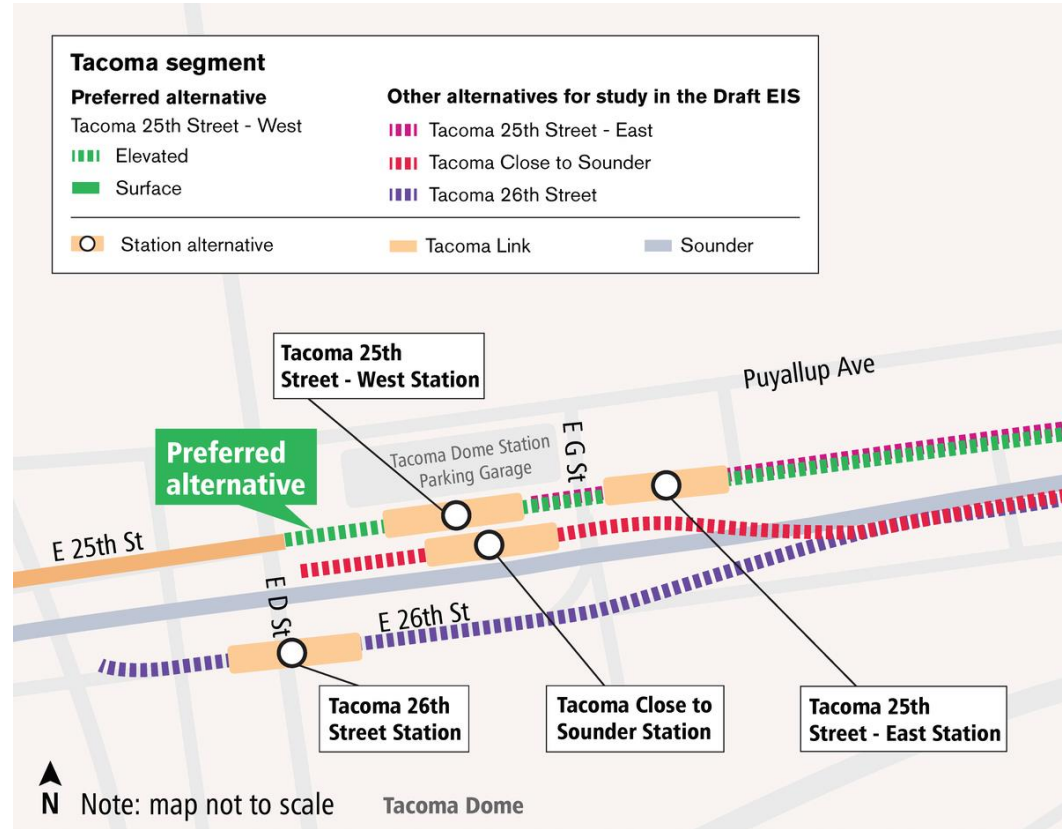 Tacoma segment
Preferred alternative
Tacoma 25th Street - West
Elevated
Surface
Other alternatives for study in the Draft EIS
Tacoma 25th Street - East
Tacoma Close to Sounder
Tacoma 26th Street
Station alternative
Tacoma Link
Sounder
Tacoma 25th
Street - West Station
Puyallup Ave
Preferred
alternative
Tacoma Dome Station
Parking Garage
E G St
E 25th St
E D St
E 26th St
Tacoma 26th
Street Station
Tacoma Close to
Sounder Station
Tacoma 25th
Street - East Station
N
Note: map not to scale
Tacoma Dome